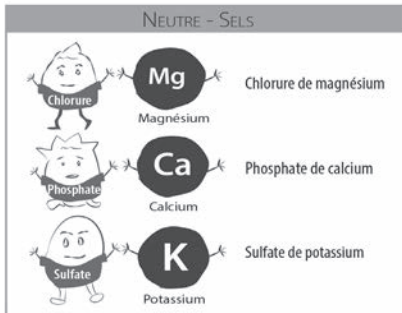 NEUTRE - SELS
Chlorure
Mg
Chlorure de magnésium
Magnésium
Phosphate
Ca
Phosphate de calcium
Calcium
Sulfate
K
Sulfate de potassium
Potassium